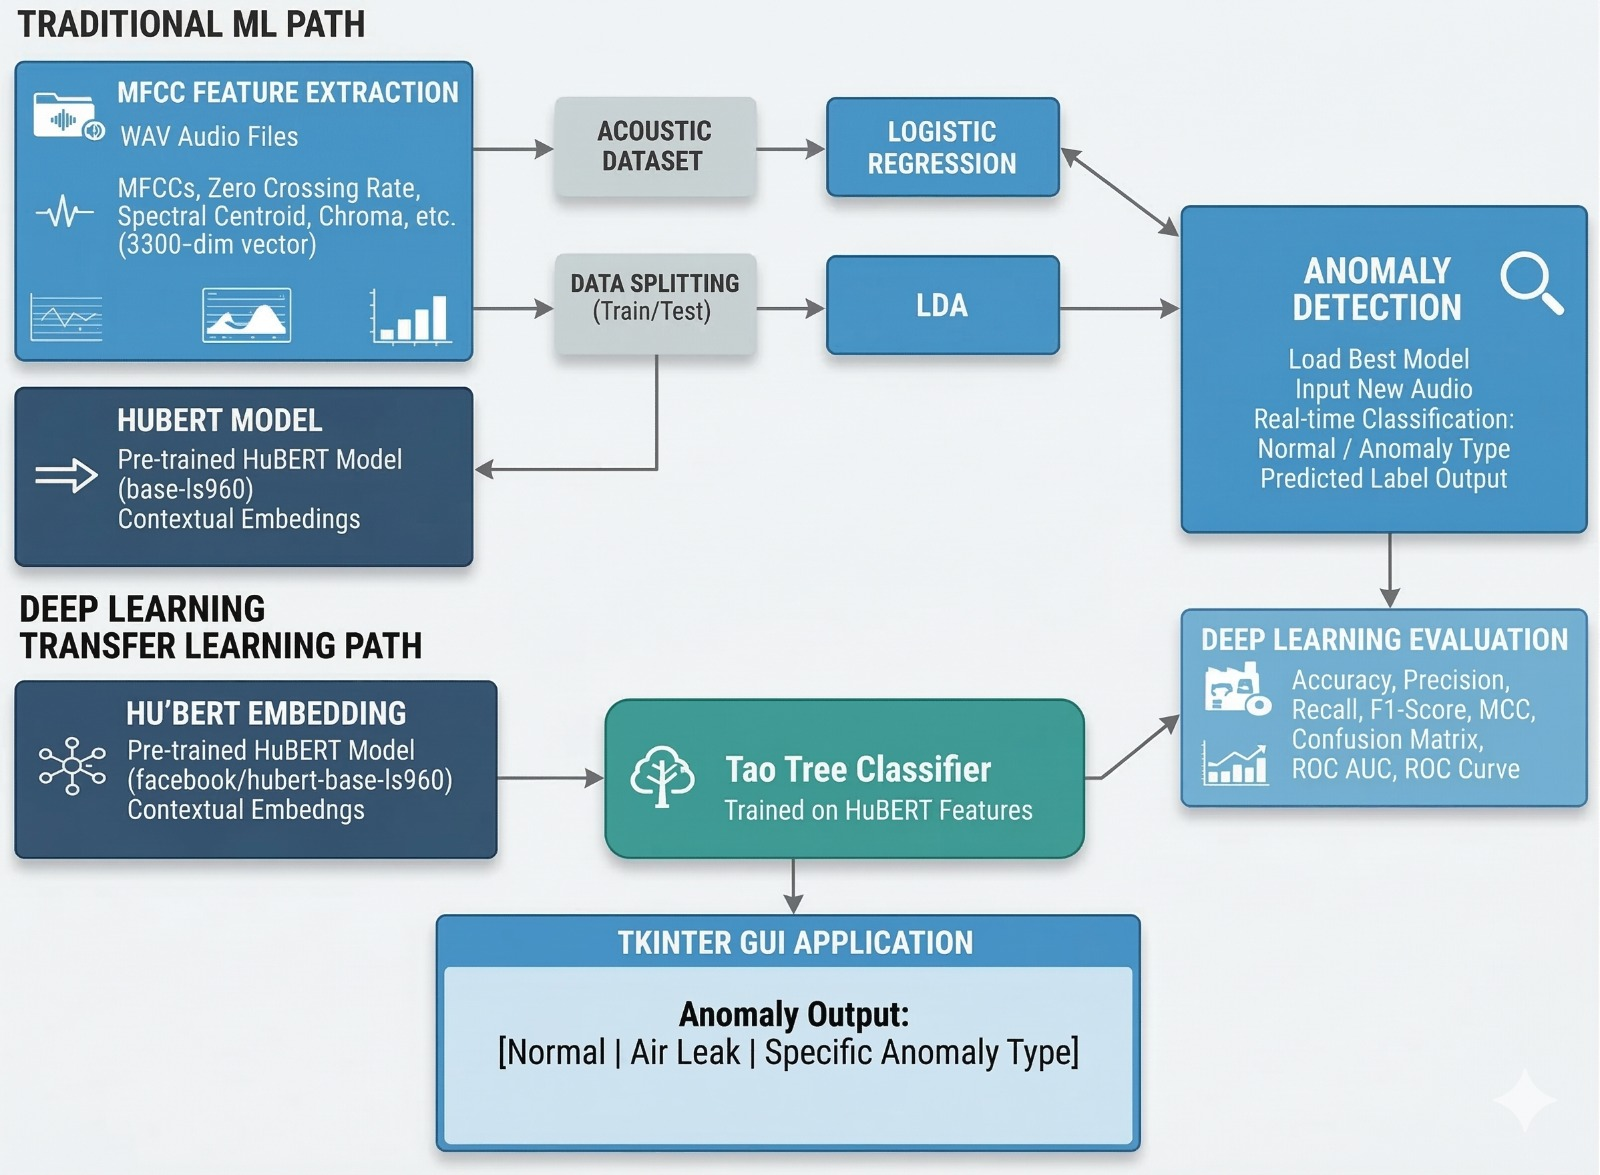 TRADITIONAL ML PATH
MFCC FEATURE EXTRACTION
WAV Audio Files
MFCCs, Zero Crossing Rate,
Spectral Centroid, Chroma, etc.
(3300-dim vector)
ACOUSTIC
DATASET
LOGISTIC
REGRESSION
DATA SPLITTING
(Train/Test)
LDA
ANOMALY
DETECTION
Load Best Model
Input New Audio
Real-time Classification:
Normal / Anomaly Type
Predicted Label Output
HUBERT MODEL
Pre-trained HuBERT Model
(base-ls960)
Contextual Embedings
DEEP LEARNING
TRANSFER LEARNING PATH
HU'BERT EMBEDDING
Pre-trained HuBERT Model
(facebook/hubert-base-ls960)
Contextual Embedngs
Tao Tree Classifier
Trained on HuBERT Features
DEEP LEARNING EVALUATION
Accuracy, Precision,
Recall, F1-Score, MCC,
Confusion Matrix,
ROC AUC, ROC Curve
TKINTER GUI APPLICATION
Anomaly Output:
[Normal | Air Leak | Specific Anomaly Type]